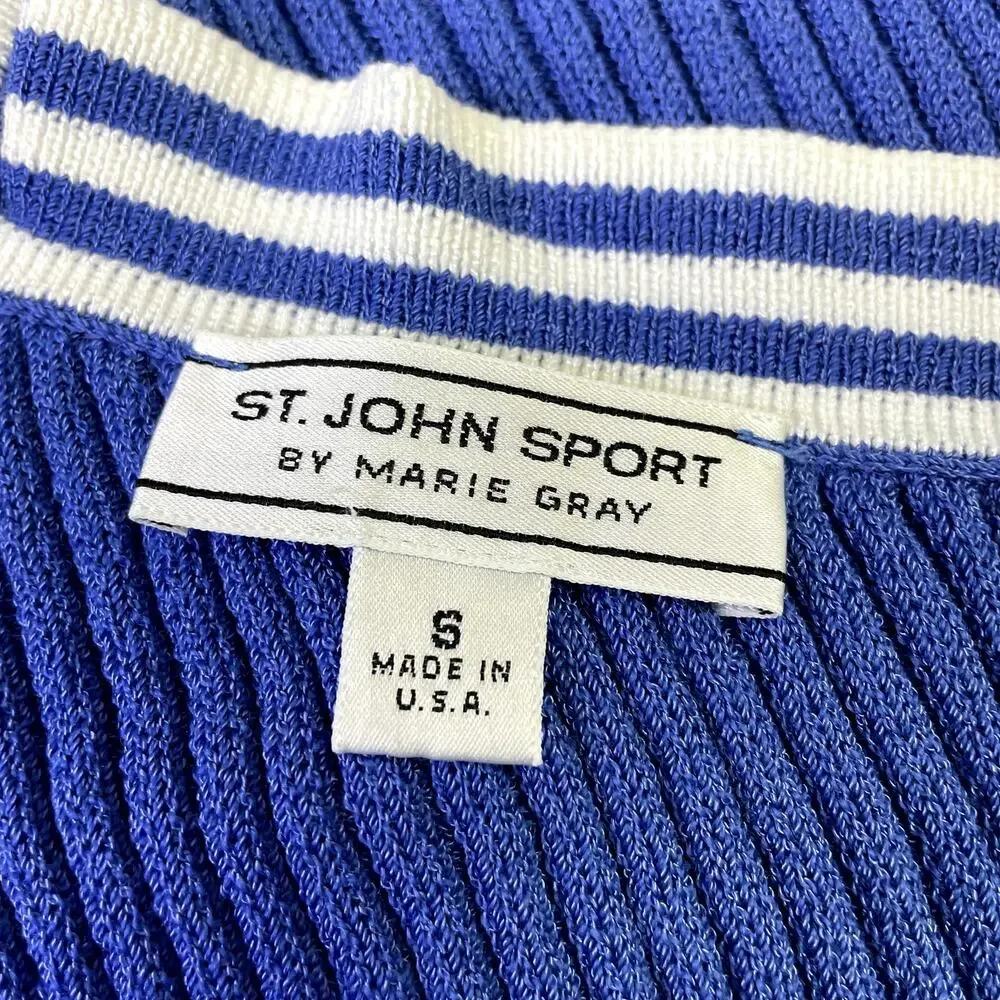 ST. JOHN SPORT
BY MARIE GRAY
S
MADE IN
U.S.A.